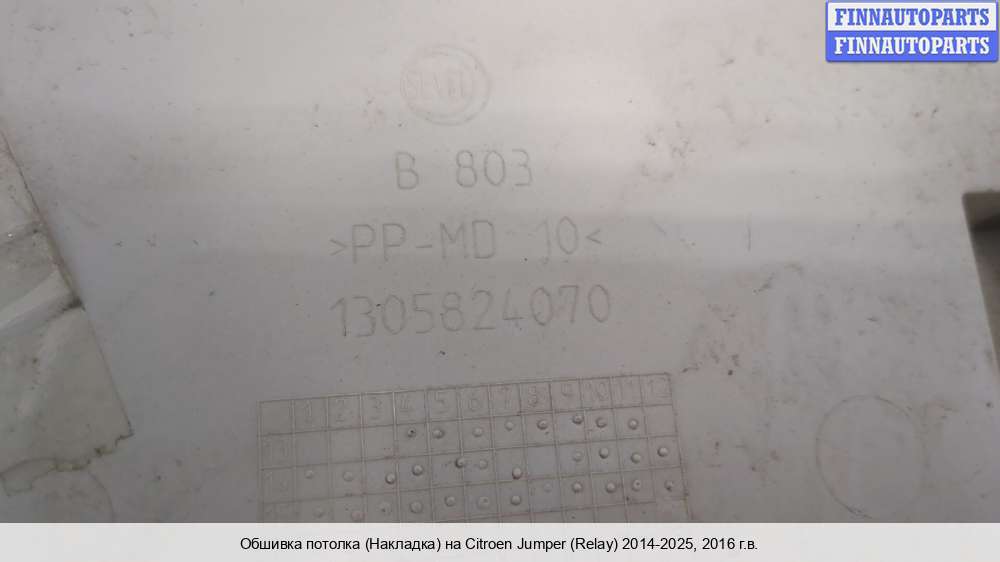 FINNAUTOPARTS
FINNAUTOPARTS
SEVEL
B 803
>PP-MD 10<
1305824070
1 2 3 4 5 6 7 8 9 10 11 12
Обшивка потолка (Накладка) на Citroen Jumper (Relay) 2014-2025, 2016 г.в.